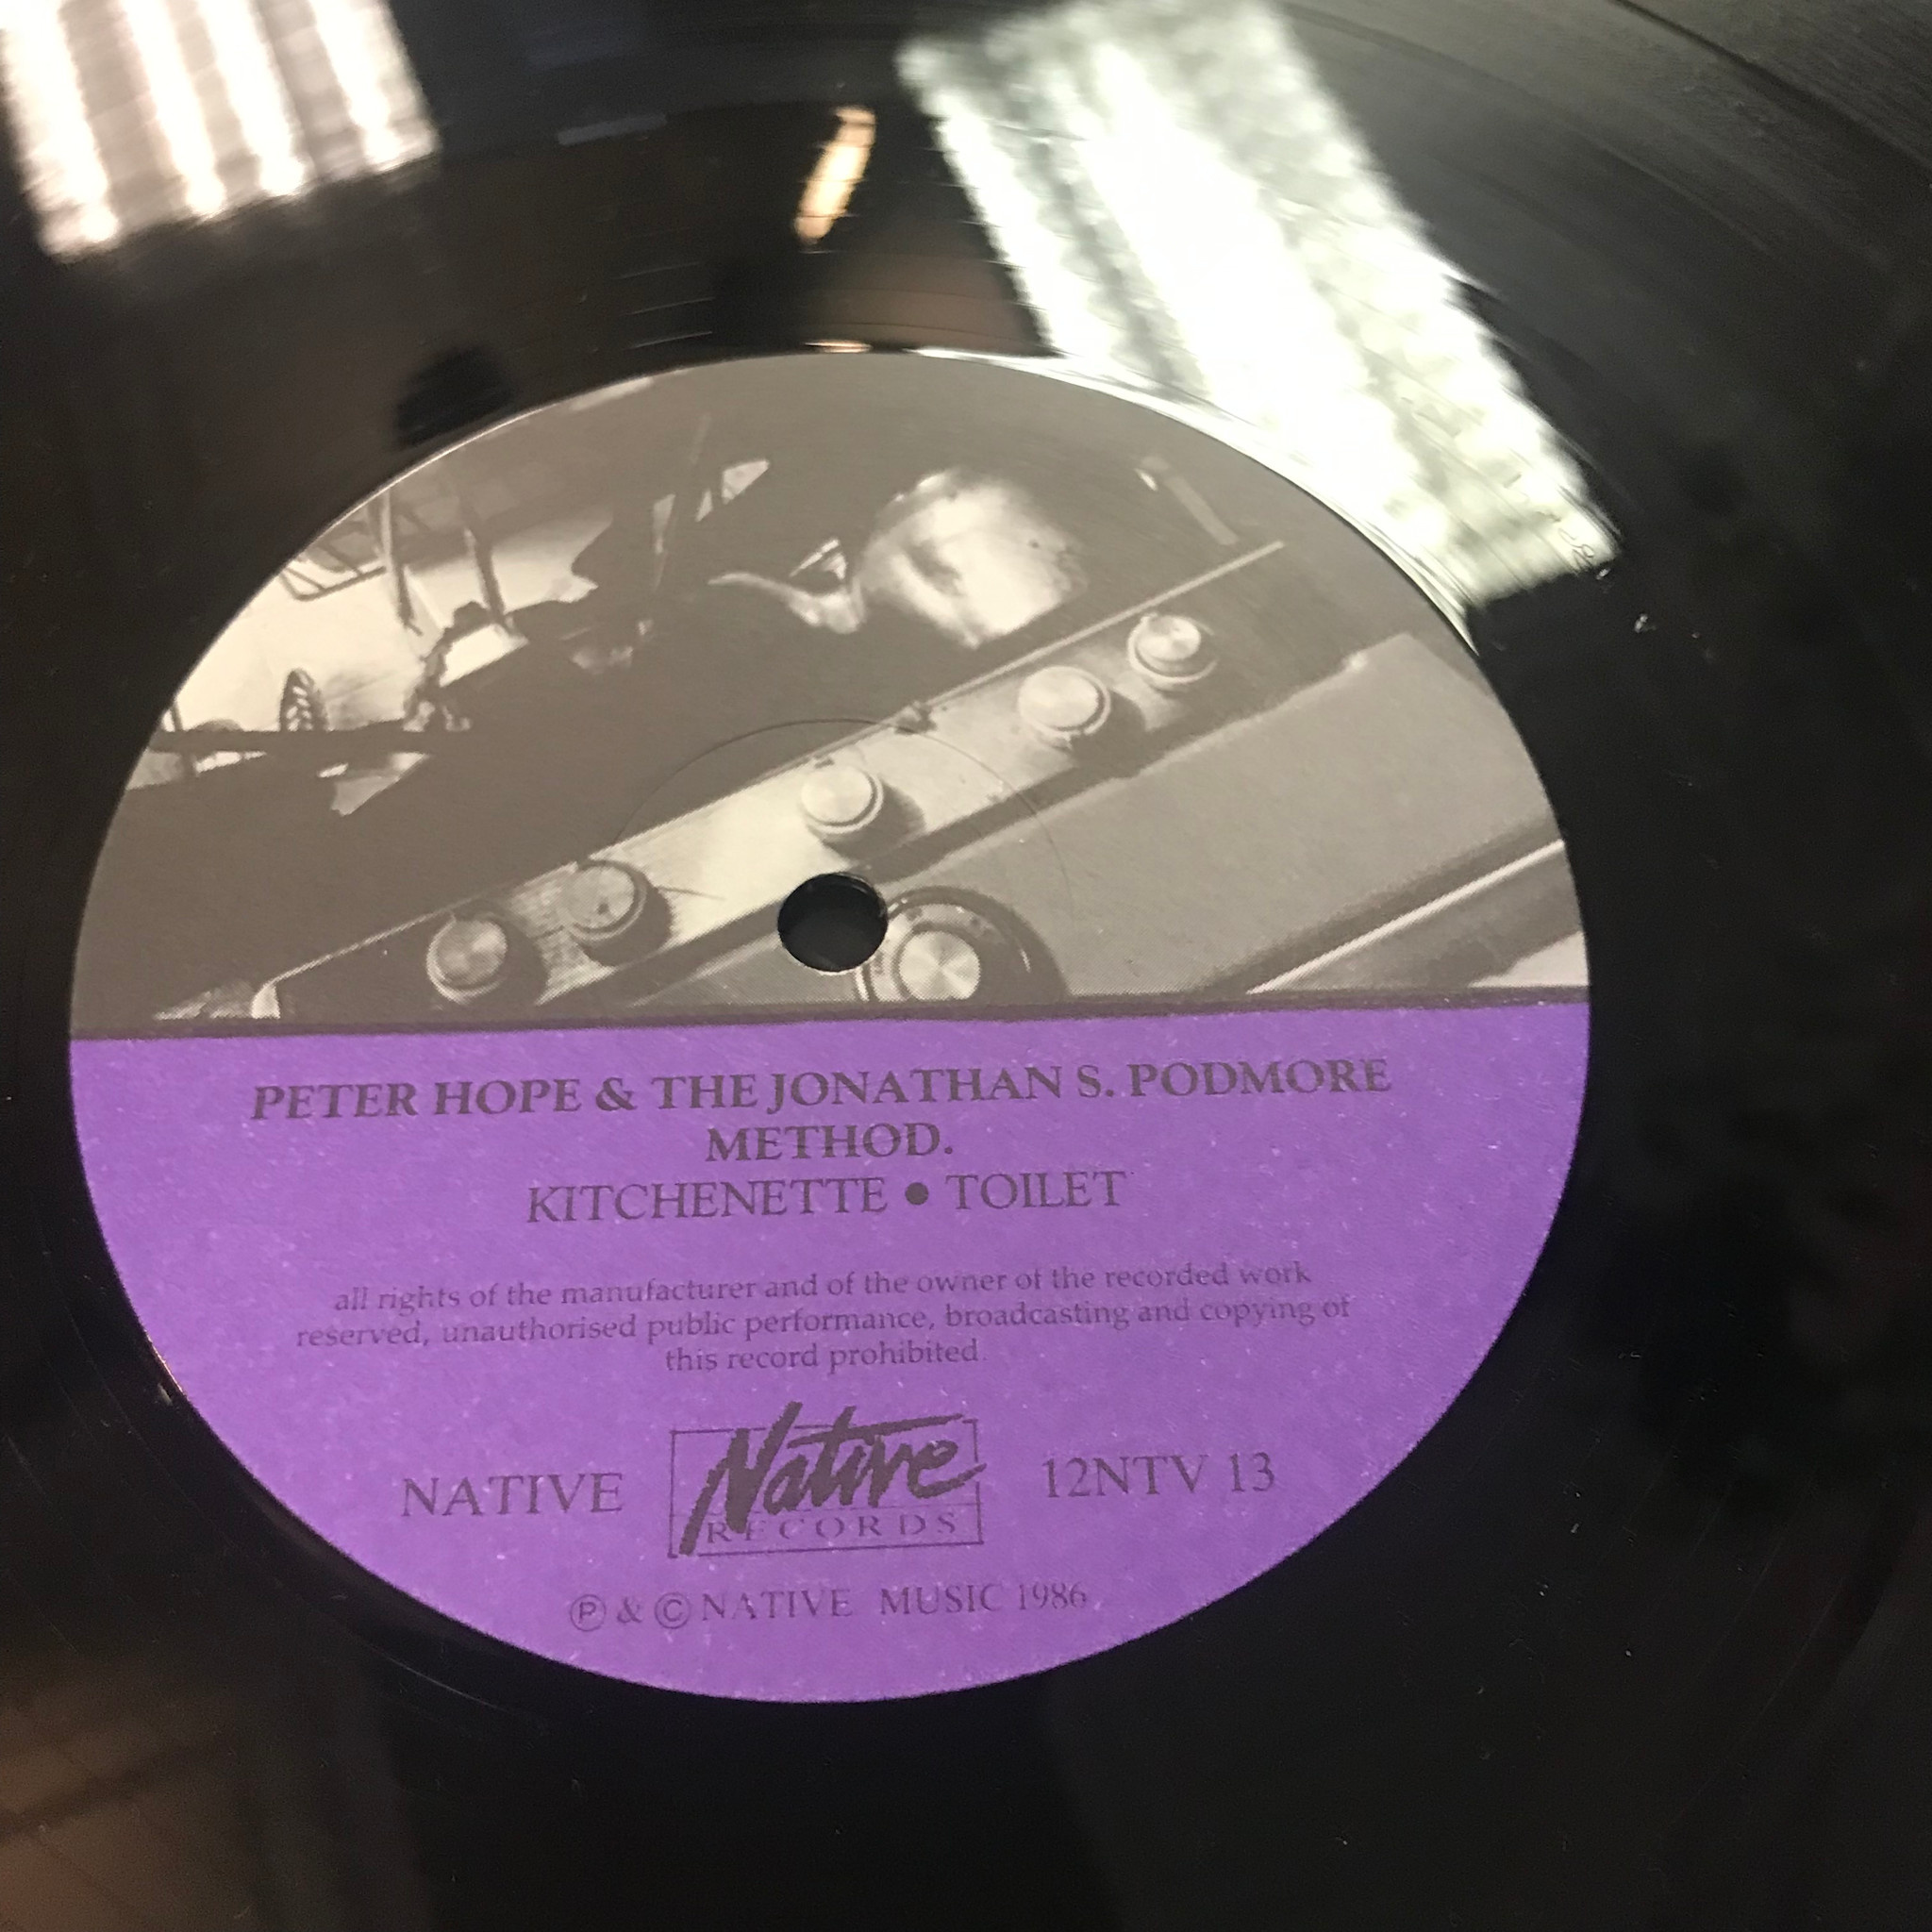 PETER HOPE & THE JONATHAN S. PODMORE
METHOD.
KITCHENETTE ● TOILET
all rights of the manufacturer and of the owner of the recorded work
reserved, unauthorised public performance, broadcasting and copying of
this record prohibited.
NATIVE
Native
RECORDS
12NTV 13
Ⓟ & © NATIVE MUSIC 1986